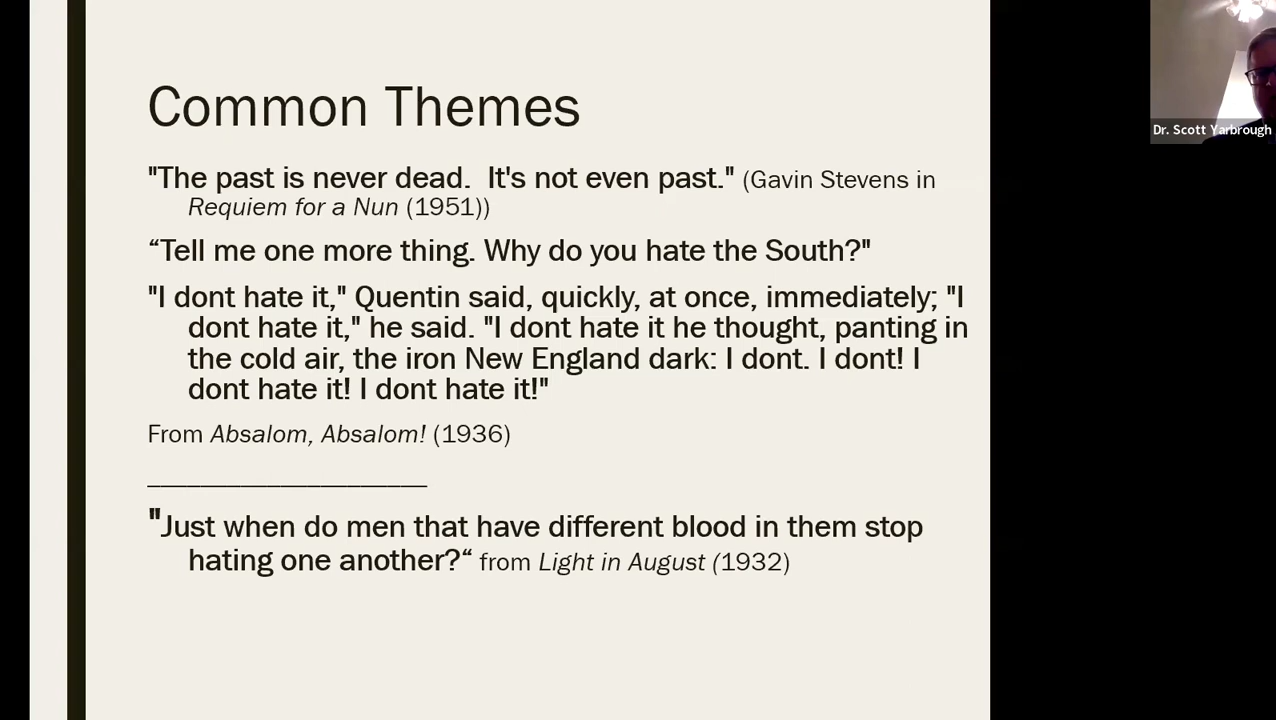 Common Themes
"The past is never dead.  It's not even past." (Gavin Stevens in
Requiem for a Nun (1951))
“Tell me one more thing. Why do you hate the South?"
"I dont hate it," Quentin said, quickly, at once, immediately; "I
dont hate it," he said. "I dont hate it he thought, panting in
the cold air, the iron New England dark: I dont. I dont! I
dont hate it! I dont hate it!"
From Absalom, Absalom! (1936)
_____________________
"Just when do men that have different blood in them stop
hating one another?“ from Light in August (1932)
Dr. Scott Yarbrough